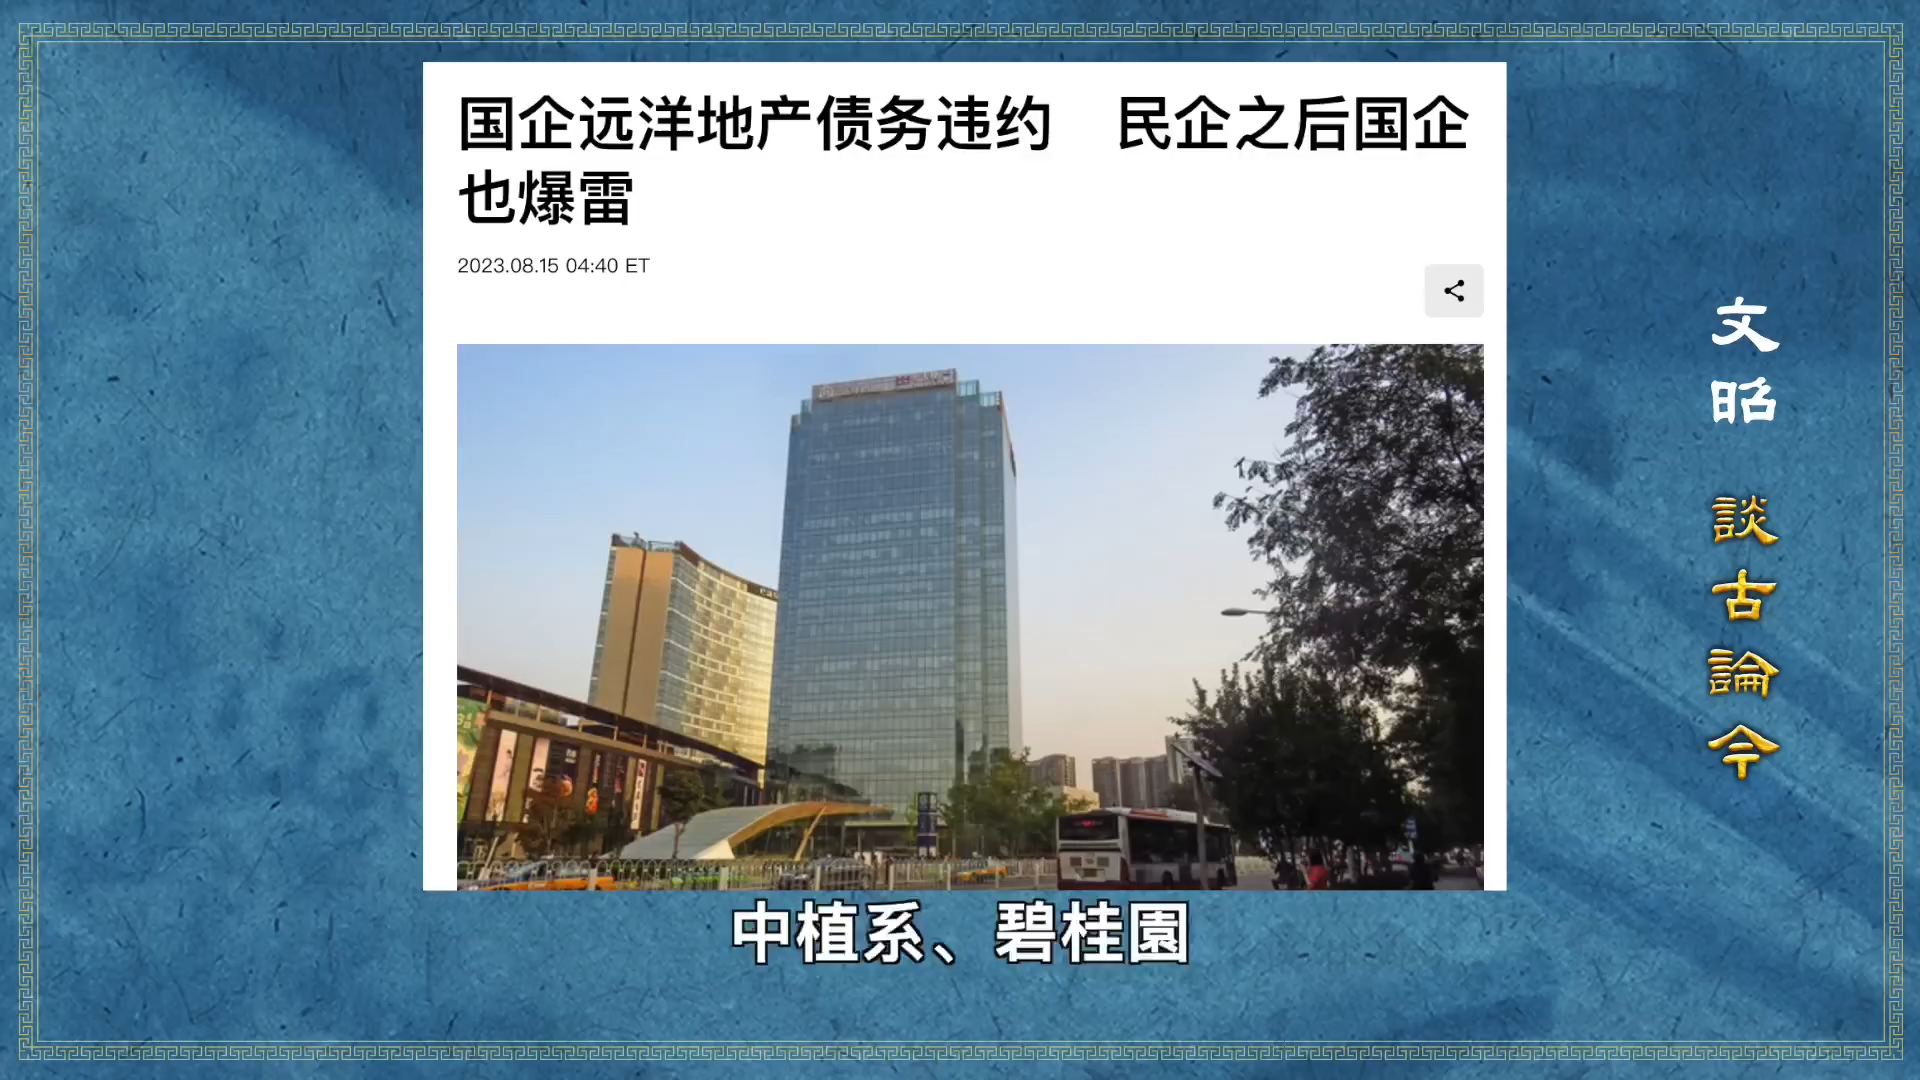 国企远洋地产债务违约　民企之后国企
也爆雷
2023.08.15 04:40 ET
文昭
談古論今
中植系、碧桂園